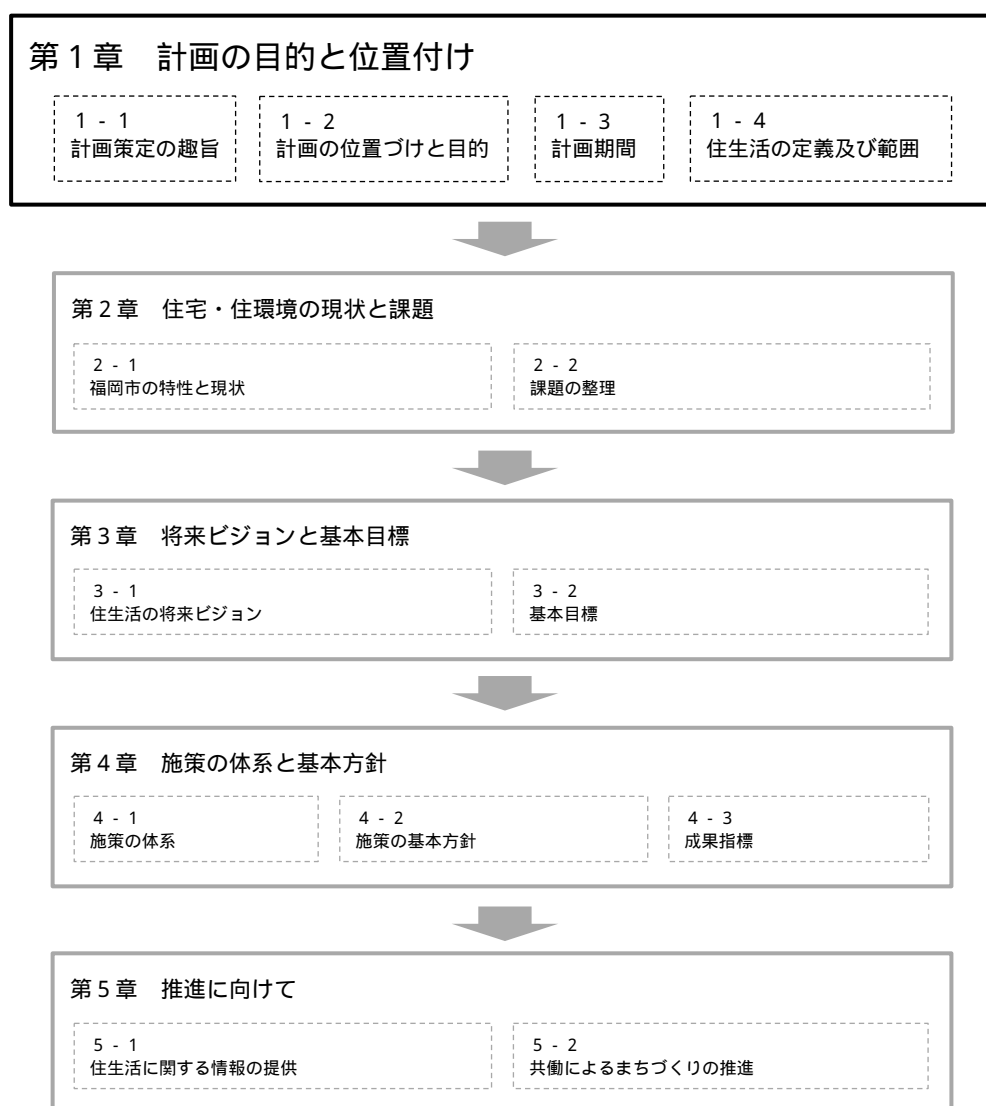 第1章　計画の目的と位置付け
1 - 1
計画策定の趣旨
1 - 2
計画の位置づけと目的
1 - 3
計画期間
1 - 4
住生活の定義及び範囲
第2章　住宅・住環境の現状と課題
2 - 1
福岡市の特性と現状
2 - 2
課題の整理
第3章　将来ビジョンと基本目標
3 - 1
住生活の将来ビジョン
3 - 2
基本目標
第4章　施策の体系と基本方針
4 - 1
施策の体系
4 - 2
施策の基本方針
4 - 3
成果指標
第5章　推進に向けて
5 - 1
住生活に関する情報の提供
5 - 2
共働によるまちづくりの推進